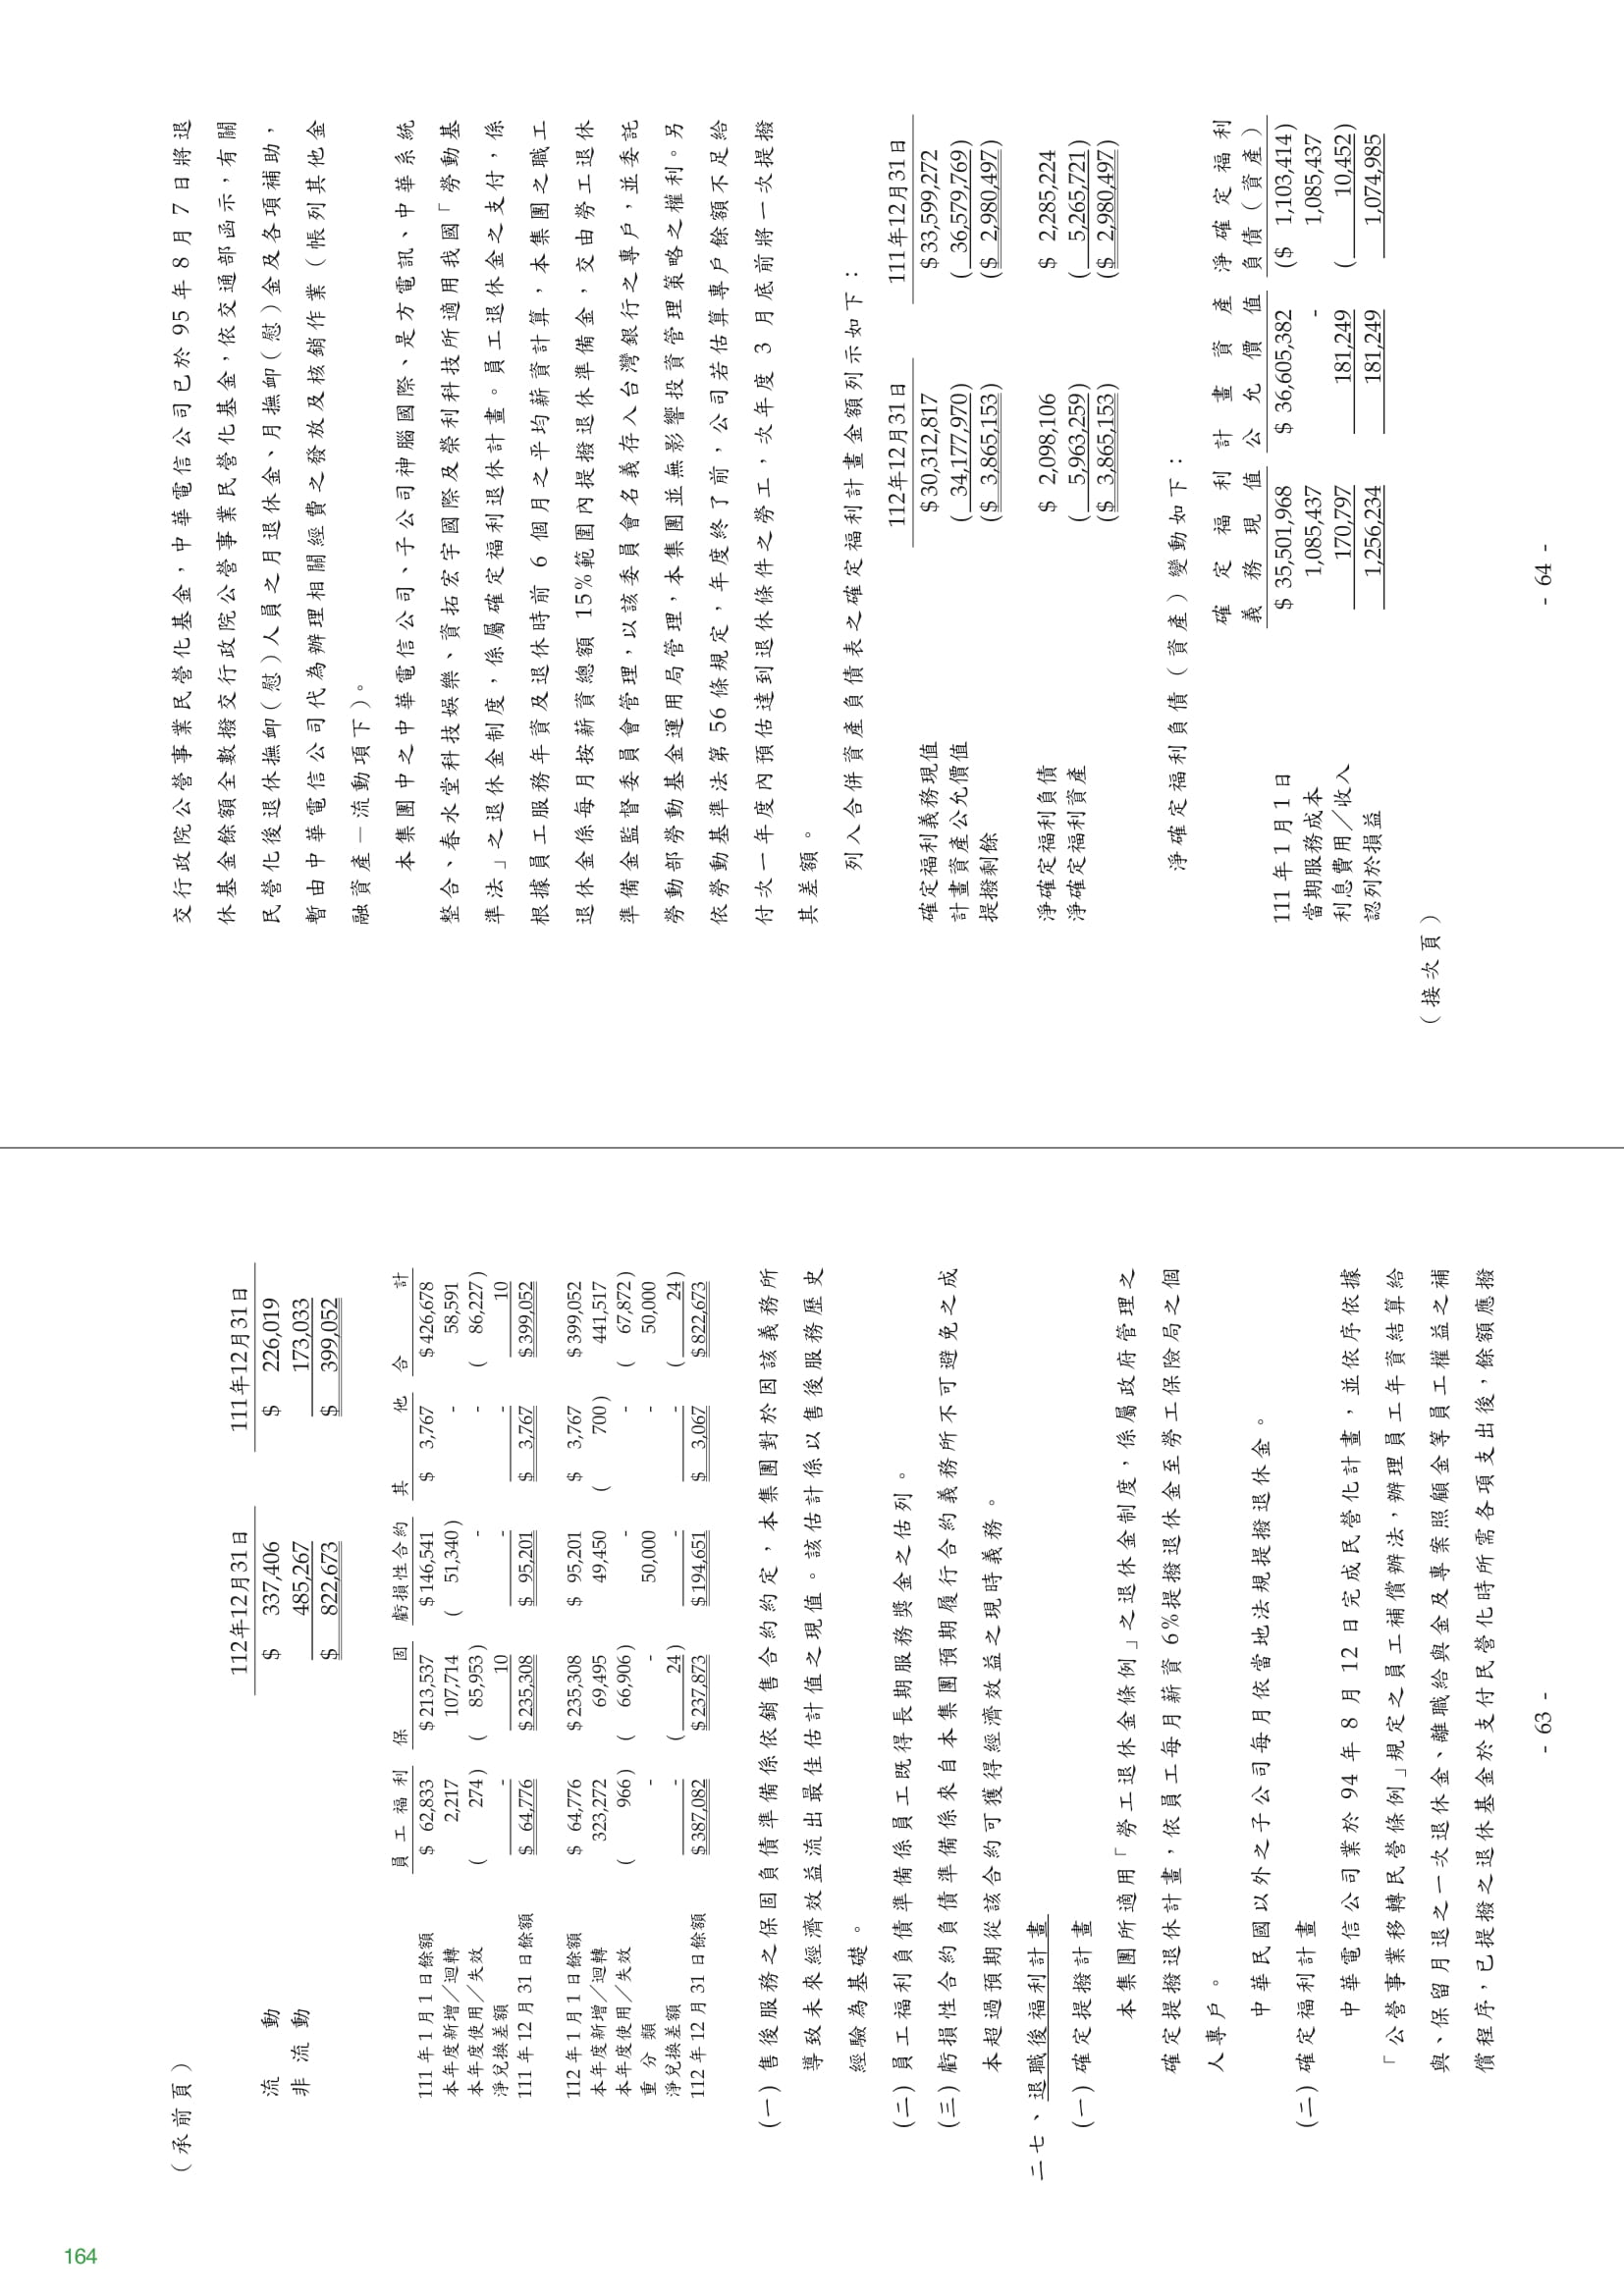 (承前頁)
112年12月31日 111年12月31日
流動 $ 337,406 $ 226,019
非流動 485,267 173,033
$ 822,673 $ 399,052
員工福利 保固 虧損性合約 其他 合計
111 年 1 月 1 日餘額 $ 62,833 $ 213,537 $ 146,541 $ 3,767 $ 426,678
本年度新增/迴轉 2,217 107,714 ( 51,340) - 58,591
本年度使用/失效 ( 274) ( 85,953) - - ( 86,227)
淨兌換差額 - 10 - - 10
111 年 12 月 31 日餘額 $ 64,776 $ 235,308 $ 95,201 $ 3,767 $ 399,052
112 年 1 月 1 日餘額 $ 64,776 $ 235,308 $ 95,201 $ 3,767 $ 399,052
本年度新增/迴轉 323,272 69,495 49,450 ( 700) 441,517
本年度使用/失效 ( 966) ( 66,906) - - ( 67,872)
重分類 - - 50,000 - 50,000
淨兌換差額 - ( 24) - - ( 24)
112 年 12 月 31 日餘額 $ 387,082 $ 237,873 $ 194,651 $ 3,067 $ 822,673
(一) 售後服務之保固負債準備係依銷售合約約定,本集團對於因該義務所
導致未來經濟效益流出最佳估計值之現值。該估計係以售後服務歷史
經驗為基礎。
(二) 員工福利負債準備係員工既得長期服務獎金之估列。
(三) 虧損性合約負債準備係來自本集團預期履行合約義務所不可避免之成
本超過預期從該合約可獲得經濟效益之現時義務。
二七、退職後福利計畫
(一) 確定提撥計畫
本集團所適用「勞工退休金條例」之退休金制度,係屬政府管理之
確定提撥退休計畫,依員工每月薪資 6%提撥退休金至勞工保險局之個
人專戶。
中華民國以外之子公司每月依當地法規提撥退休金。
(二) 確定福利計畫
中華電信公司業於 94 年 8 月 12 日完成民營化計畫,並依序依據
「公營事業移轉民營條例」規定之員工補償辦法,辦理員工年資結算給
與、保留月退之一次退休金、離職給與金及專案照顧金等員工權益之補
償程序,已提撥之退休基金於支付民營化時所需各項支出後,餘額應撥
- 63 -
交行政院公營事業民營化基金,中華電信公司已於 95 年 8 月 7 日將退
休基金餘額全數撥交行政院公營事業民營化基金,依交通部函示,有關
民營化後退休撫卹(慰)人員之月退休金、月撫卹(慰)金及各項補助,
暫由中華電信公司代為辦理相關經費之發放及核銷作業(帳列其他金
融資產-流動項下)。
本集團中之中華電信公司、子公司神腦國際、是方電訊、中華系統
整合、春水堂科技娛樂、資拓宏宇國際及榮利科技所適用我國「勞動基
準法」之退休金制度,係屬確定福利退休計畫。員工退休金之支付,係
根據員工服務年資及退休時前 6 個月之平均薪資計算,本集團之職工
退休金係每月按薪資總額 15%範圍內提撥退休準備金,交由勞工退休
準備金監督委員會管理,以該委員會名義存入台灣銀行之專戶,並委託
勞動部勞動基金運用局管理,本集團並無影響投資管理策略之權利。另
依勞動基準法第 56 條規定,年度終了前,公司若估算專戶餘額不足給
付次一年度內預估達到退休條件之勞工,次年度 3 月底前將一次提撥
其差額。
列入合併資產負債表之確定福利計畫金額列示如下:
112年12月31日 111年12月31日
確定福利義務現值 $ 30,312,817 $ 33,599,272
計畫資產公允價值 ( 34,177,970) ( 36,579,769)
提撥剩餘 ($ 3,865,153) ($ 2,980,497)
淨確定福利負債 $ 2,098,106 $ 2,285,224
淨確定福利資產 ( 5,963,259) ( 5,265,721)
($ 3,865,153) ($ 2,980,497)
淨確定福利負債(資產)變動如下:
確定福利 計畫資產 淨確定福利
義務現值 公允價值 負債(資產)
111 年 1 月 1 日 $ 35,501,968 $ 36,605,382 ($ 1,103,414)
當期服務成本 1,085,437 - 1,085,437
利息費用/收入 170,797 181,249 ( 10,452)
認列於損益 1,256,234 181,249 1,074,985
(接次頁)
- 64 -
164